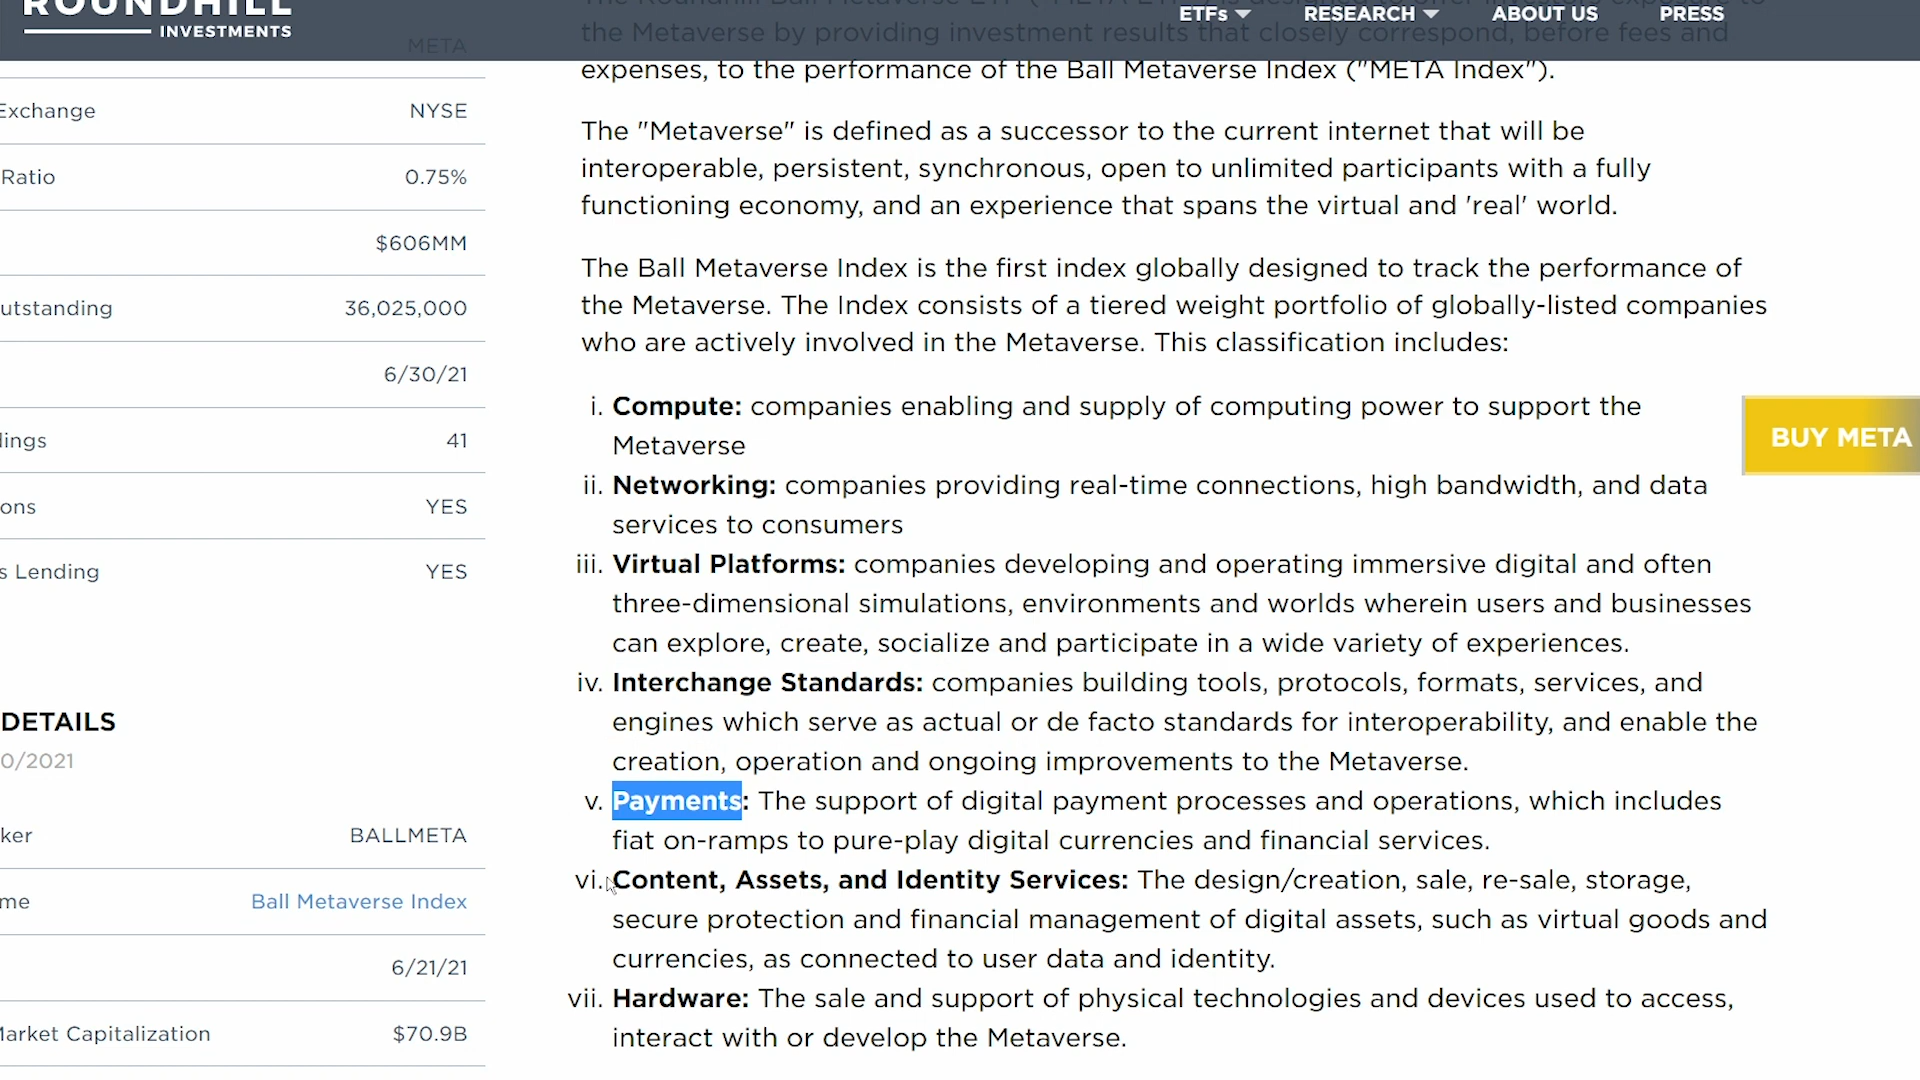 ROUNDHILL
INVESTMENTS
ETFs
RESEARCH
ABOUT US
PRESS
META
Exchange NYSE
Ratio 0.75%
$606MM
utstanding 36,025,000
6/30/21
dings 41
ons YES
s Lending YES
DETAILS
0/2021
ker BALLMETA
me Ball Metaverse Index
6/21/21
Market Capitalization $70.9B
the Metaverse by providing investment results that closely correspond, before fees and
expenses, to the performance of the Ball Metaverse Index ("META Index").
The "Metaverse" is defined as a successor to the current internet that will be
interoperable, persistent, synchronous, open to unlimited participants with a fully
functioning economy, and an experience that spans the virtual and 'real' world.
The Ball Metaverse Index is the first index globally designed to track the performance of
the Metaverse. The Index consists of a tiered weight portfolio of globally-listed companies
who are actively involved in the Metaverse. This classification includes:
i. Compute: companies enabling and supply of computing power to support the
Metaverse
ii. Networking: companies providing real-time connections, high bandwidth, and data
services to consumers
iii. Virtual Platforms: companies developing and operating immersive digital and often
three-dimensional simulations, environments and worlds wherein users and businesses
can explore, create, socialize and participate in a wide variety of experiences.
iv. Interchange Standards: companies building tools, protocols, formats, services, and
engines which serve as actual or de facto standards for interoperability, and enable the
creation, operation and ongoing improvements to the Metaverse.
v. Payments: The support of digital payment processes and operations, which includes
fiat on-ramps to pure-play digital currencies and financial services.
vi. Content, Assets, and Identity Services: The design/creation, sale, re-sale, storage,
secure protection and financial management of digital assets, such as virtual goods and
currencies, as connected to user data and identity.
vii. Hardware: The sale and support of physical technologies and devices used to access,
interact with or develop the Metaverse.
BUY META